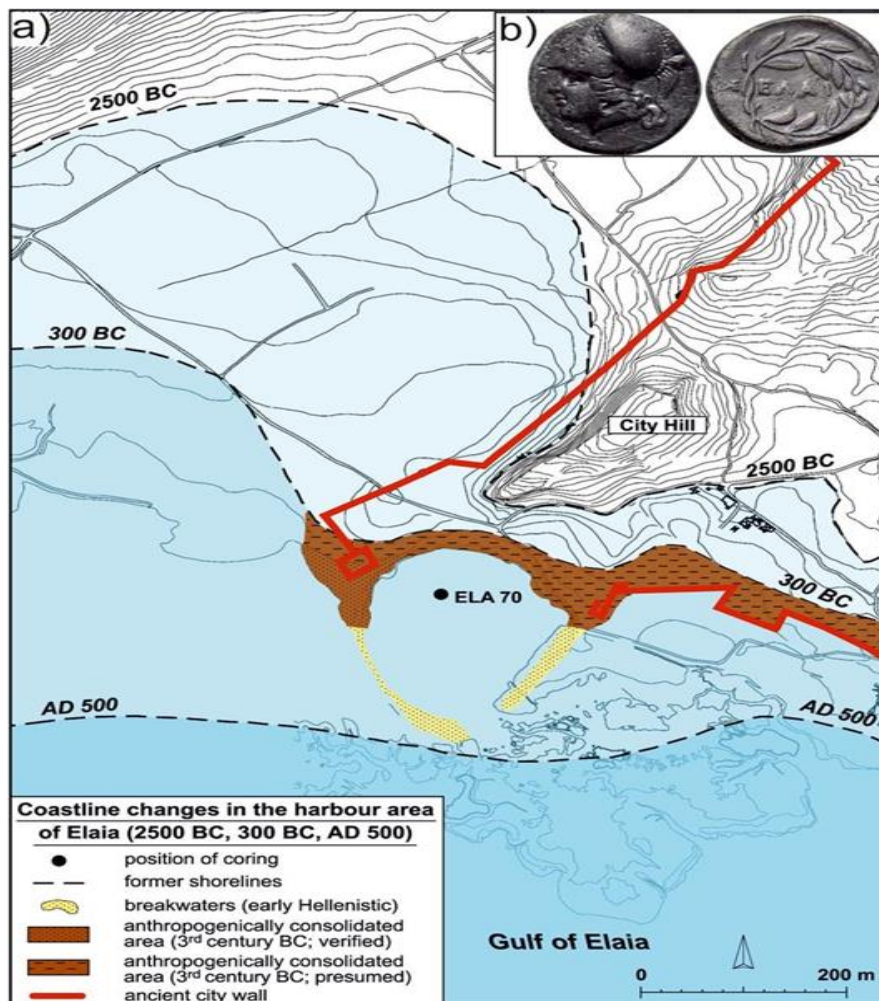 a)
b)
ΕΛΑΙ
2500 BC
300 BC
City Hill
2500 BC
ELA 70
300 BC
AD 500
AD 500
Coastline changes in the harbour area
of Elaia (2500 BC, 300 BC, AD 500)
position of coring
former shorelines
breakwaters (early Hellenistic)
anthropogenically consolidated
area (3rd century BC; verified)
anthropogenically consolidated
area (3rd century BC; presumed)
ancient city wall
Gulf of Elaia
0 200 m